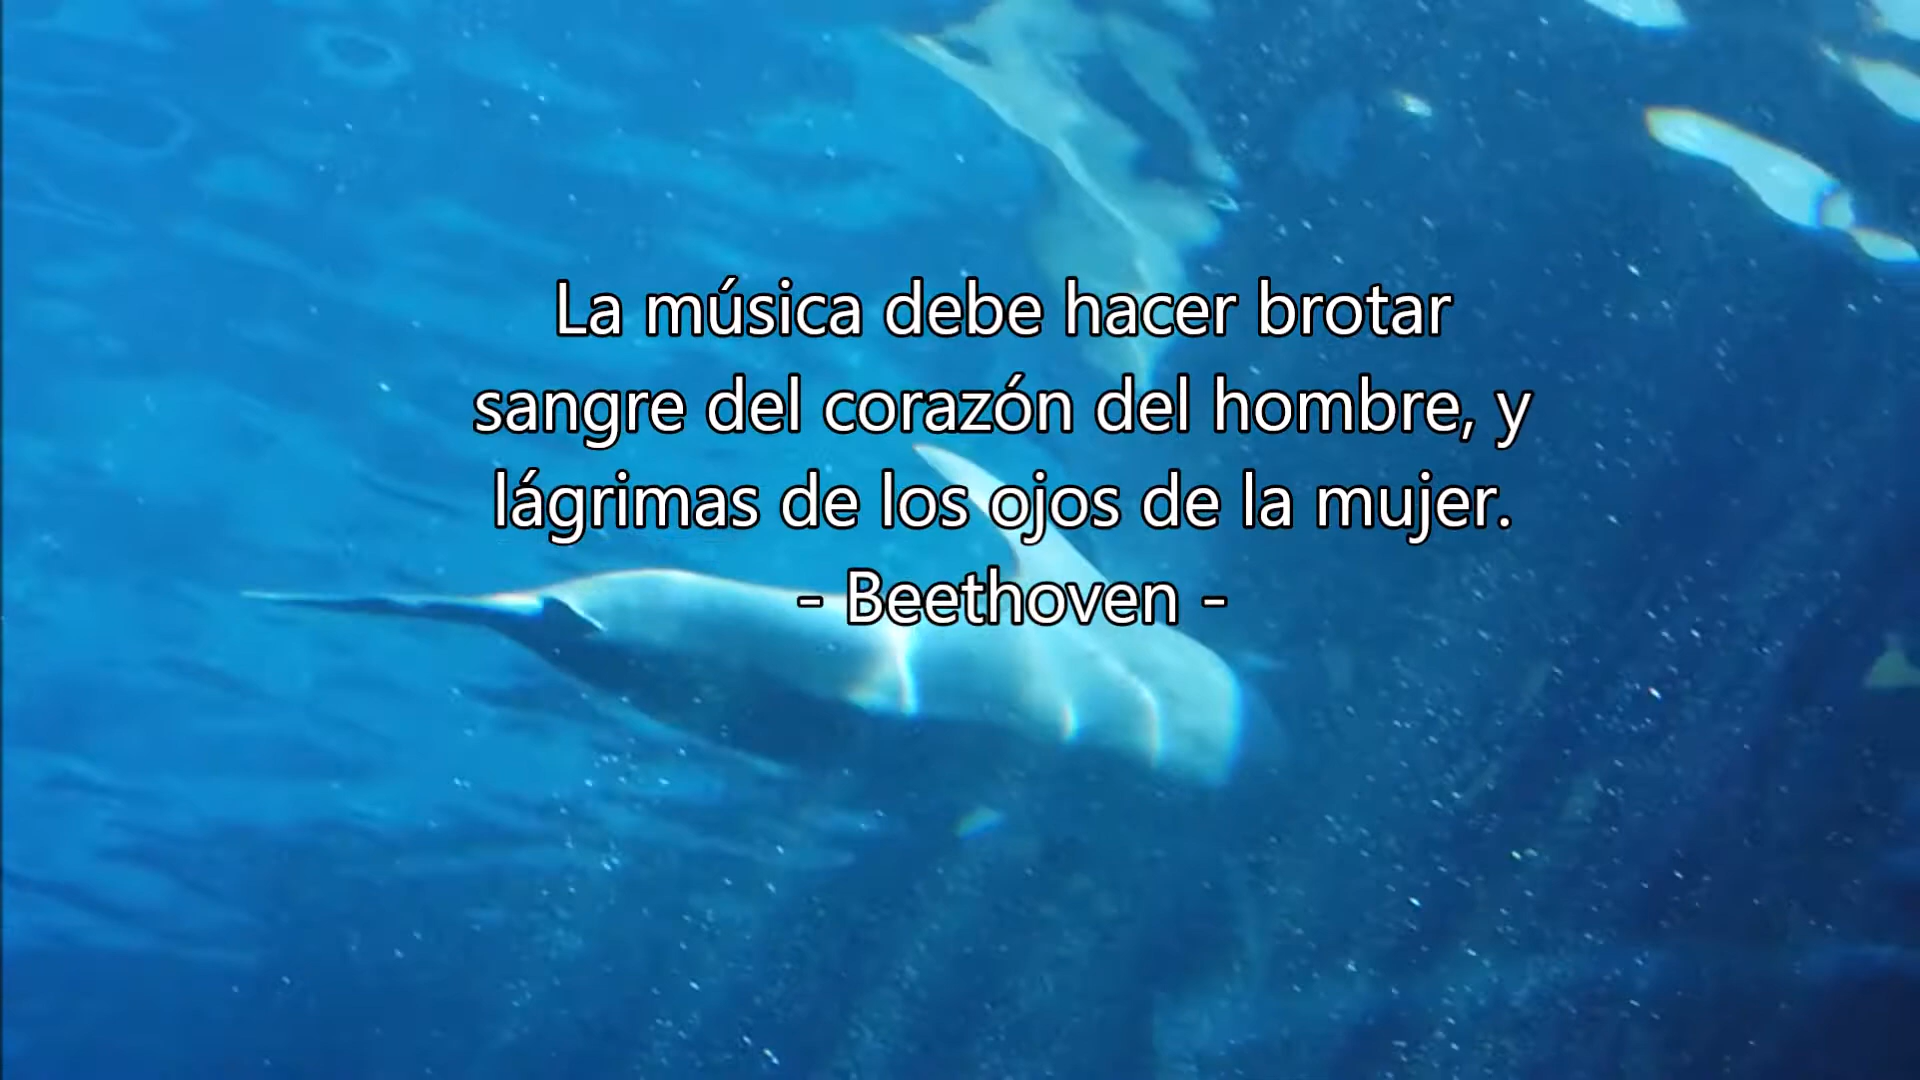 La música debe hacer brotar
sangre del corazón del hombre, y
lágrimas de los ojos de la mujer.
- Beethoven -